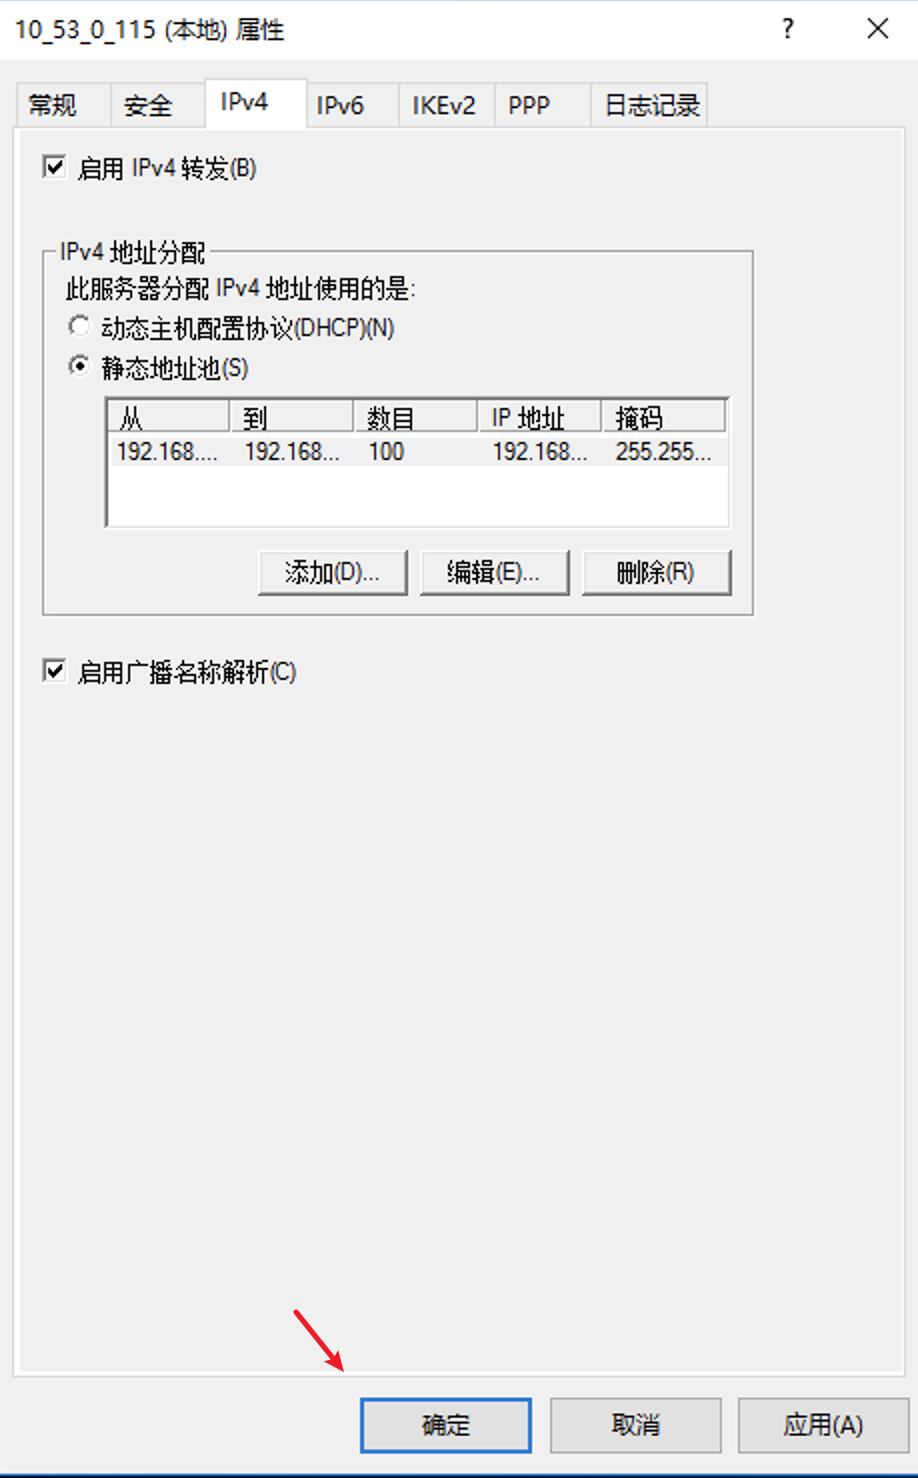 10_53_0_115 (本地) 属性
?
常规 安全 IPv4 IPv6 IKEv2 PPP 日志记录
启用 IPv4 转发(B)
IPv4 地址分配
此服务器分配 IPv4 地址使用的是:
动态主机配置协议(DHCP)(N)
静态地址池(S)
从 到 数目 IP 地址 掩码
192.168.... 192.168... 100 192.168... 255.255...
添加(D)... 编辑(E)... 删除(R)
启用广播名称解析(C)
确定 取消 应用(A)